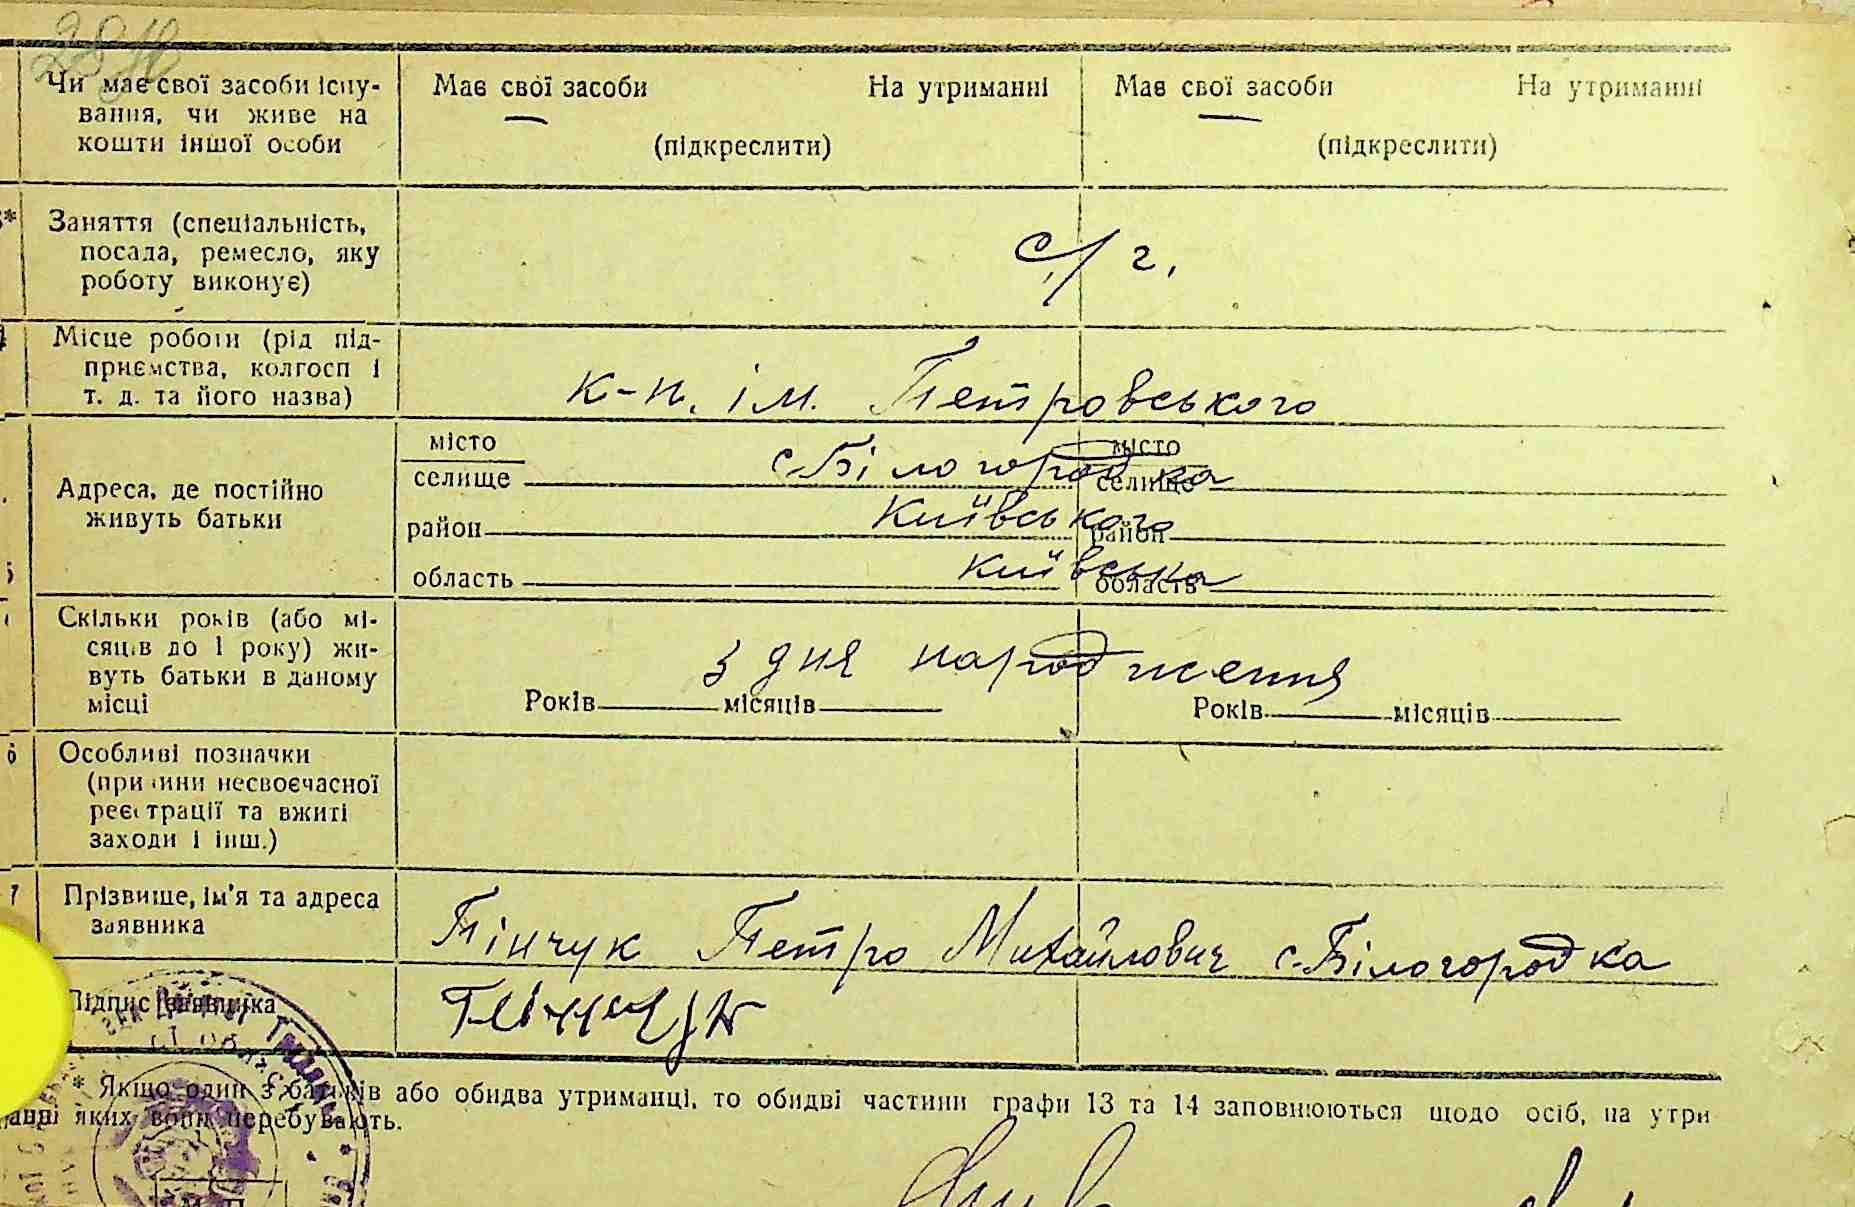 Чи має свої засоби існу- Має свої засоби На утриманні Має свої засоби На утриманні
вання, чи живе на
кошти іншої особи (підкреслити) (підкреслити)
Заняття (спеціальність,
посада, ремесло, яку с/г.
роботу виконує)
Місце роботи (рід під-
приємства, колгосп і к-п. ім. Петровського
т. д. та його назва)
місто місто
Адреса, де постійно селище с. Білогородка селище
живуть батьки район Київського район
область Київська область
Скільки років (або мі-
сяців до 1 року) жи- з дня народження
вуть батьки в даному
місці Років місяців Років місяців
6 Особливі позначки
(причини несвоєчасної
реєстрації та вжиті
заходи і інш.)
7 Прізвище, ім'я та адреса
заявника Пінчук Петро Михайлович с. Білогородка
Підпис заявника Пінчук
* Якщо один з батьків або обидва утриманці, то обидві частини графи 13 та 14 заповнюються щодо осіб, на утри
анні яких вони перебувають.
М. П.